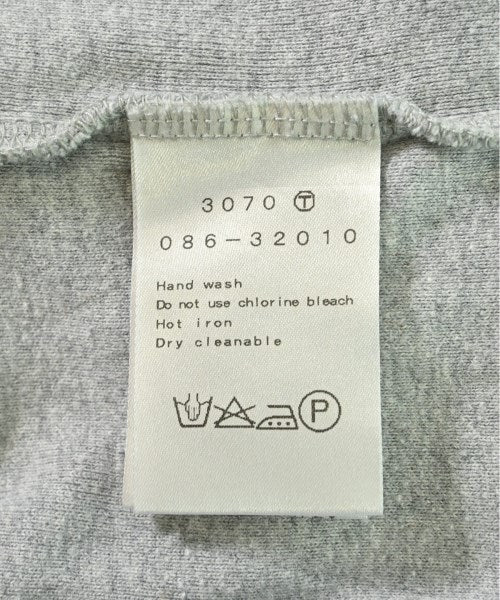 3070 Ⓣ
086-32010
Hand wash
Do not use chlorine bleach
Hot iron
Dry cleanable
P